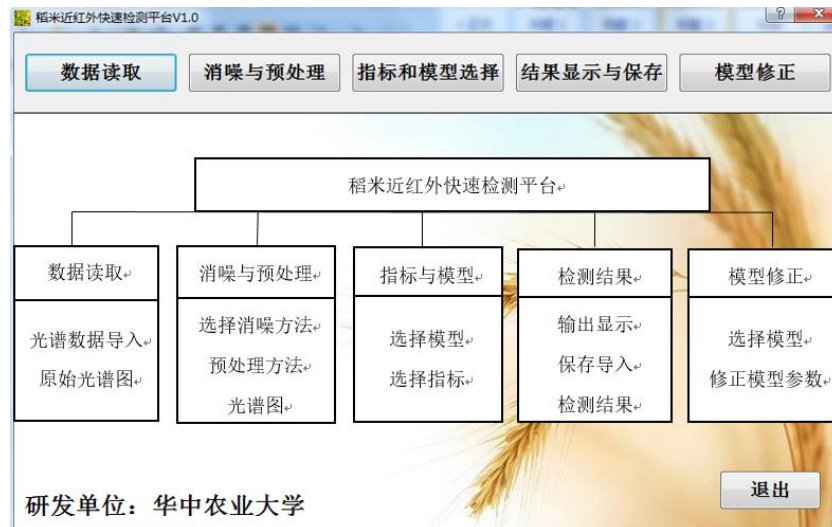 稻米近红外快速检测平台V1.0
数据读取 消噪与预处理 指标和模型选择 结果显示与保存 模型修正
稻米近红外快速检测平台
数据读取 消噪与预处理 指标与模型 检测结果 模型修正
光谱数据导入
原始光谱图
选择消噪方法
预处理方法
光谱图
选择模型
选择指标
输出显示
保存导入
检测结果
选择模型
修正模型参数
研发单位：华中农业大学
退出